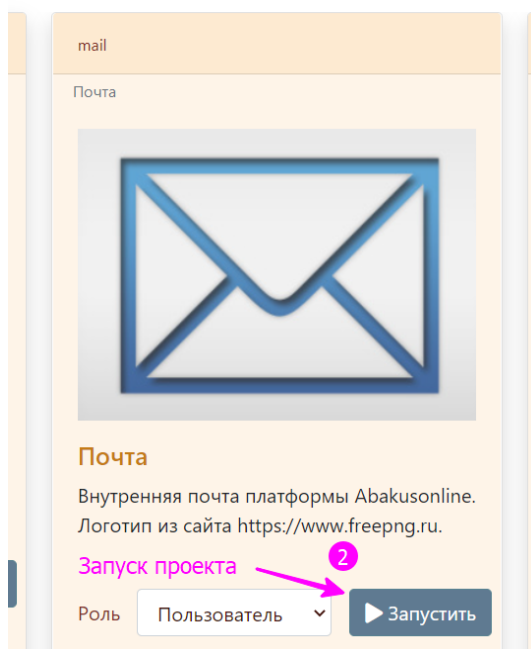 mail
Почта
Почта
Внутренняя почта платформы Abakusonline.
Логотип из сайта https://www.freepng.ru.
Запуск проекта 2
Роль Пользователь Запустить